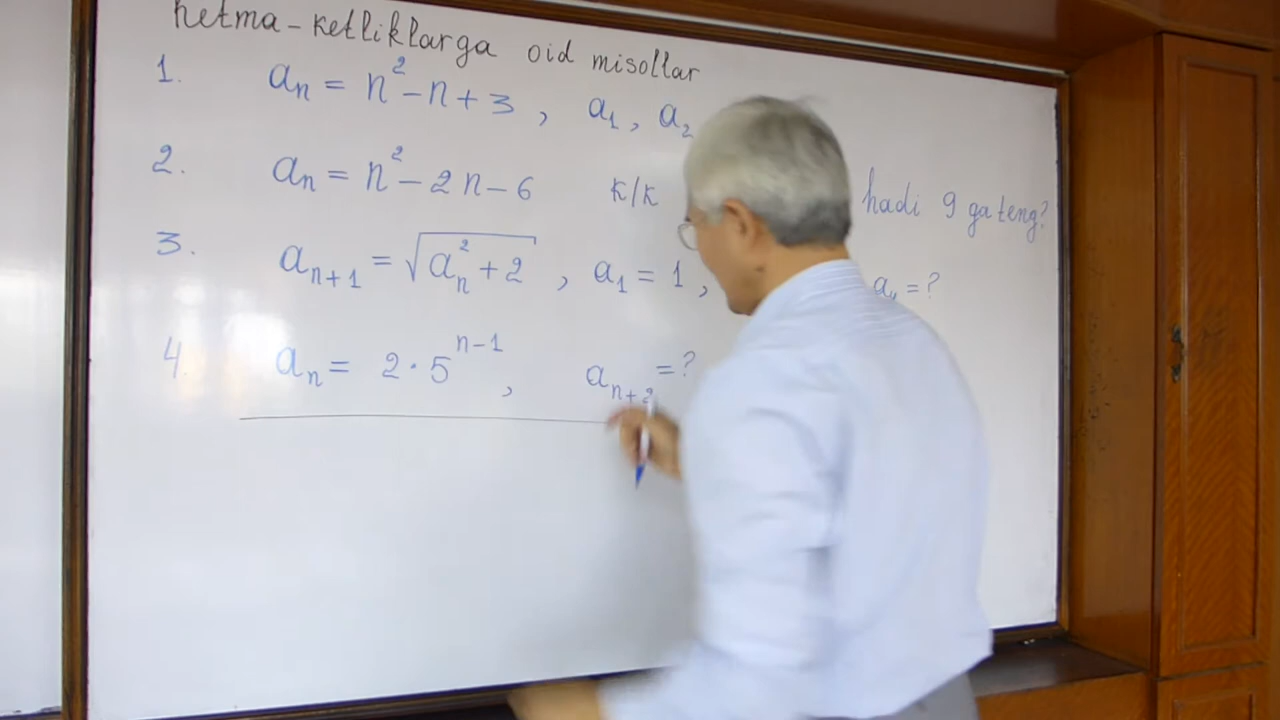 ketma-ketliklarga oid misollar
1. aₙ = n² - n + 3, a₁, a₂
2. aₙ = n² - 2n - 6 k/k hadi 9 ga teng?
3. aₙ₊₁ = √(aₙ² + 2), a₁ = 1, a₄ = ?
4. aₙ = 2 · 5ⁿ⁻¹, aₙ₊₂ = ?